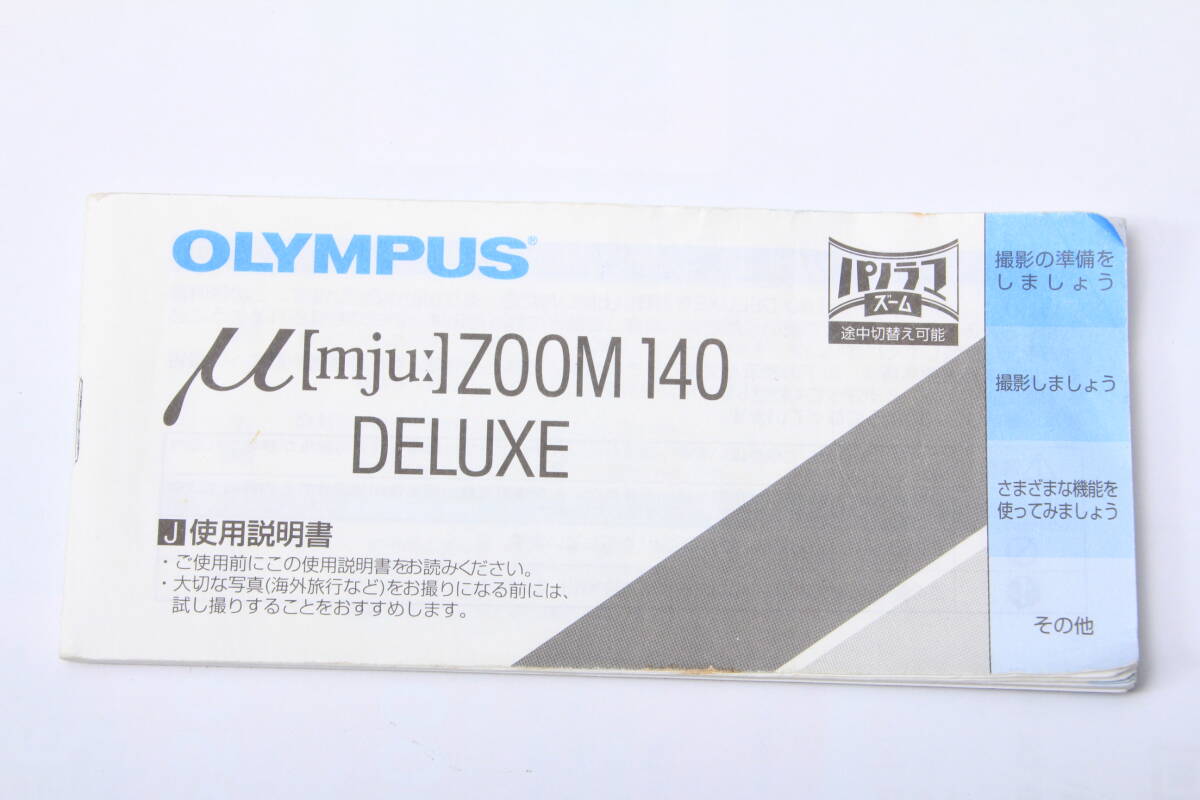 OLYMPUS®
μ[mju:]ZOOM 140
DELUXE
J 使用説明書
・ご使用前にこの使用説明書をお読みください。
・大切な写真(海外旅行など)をお撮りになる前には、
試し撮りすることをおすすめします。
パノラマ
ズーム
途中切替え可能
撮影の準備を
しましょう
撮影しましょう
さまざまな機能を
使ってみましょう
その他